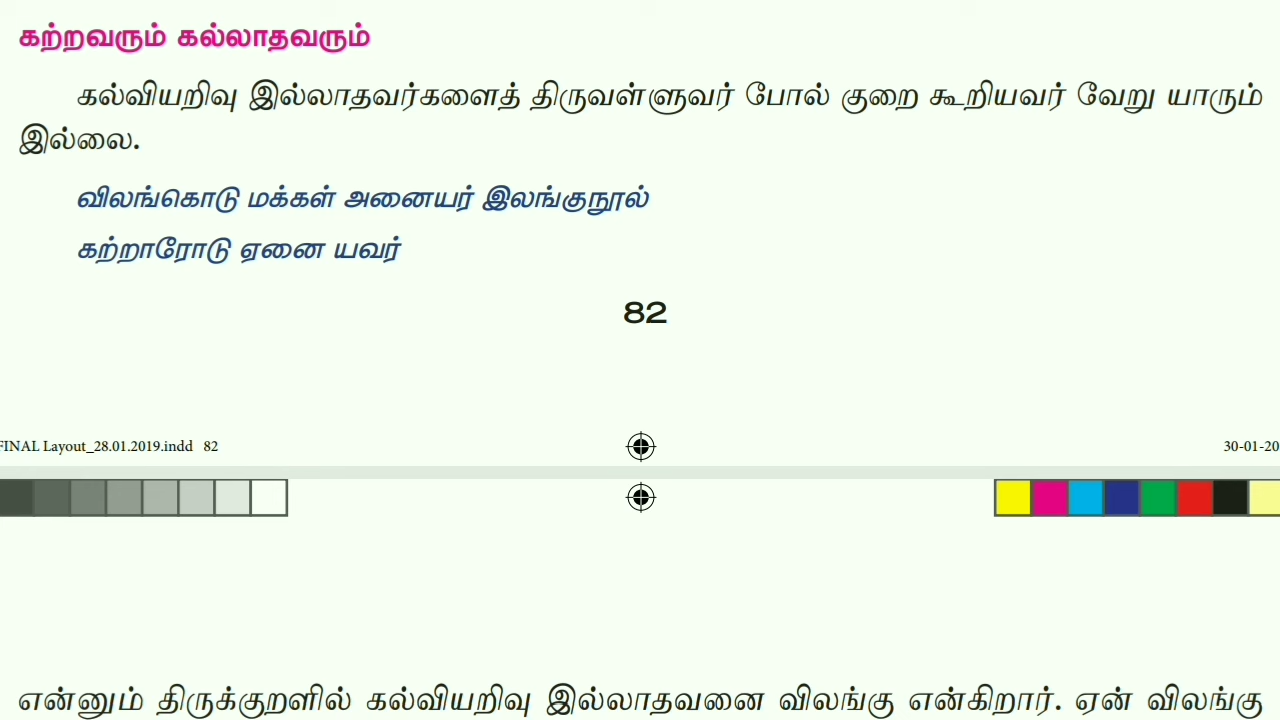 கற்றவரும் கல்லாதவரும்
கல்வியறிவு இல்லாதவர்களைத் திருவள்ளுவர் போல் குறை கூறியவர் வேறு யாரும்
இல்லை.
விலங்கொடு மக்கள் அனையர் இலங்குநூல்
கற்றாரோடு ஏனை யவர்
82
FINAL Layout_28.01.2019.indd 82
30-01-20
என்னும் திருக்குறளில் கல்வியறிவு இல்லாதவனை விலங்கு என்கிறார். ஏன் விலங்கு